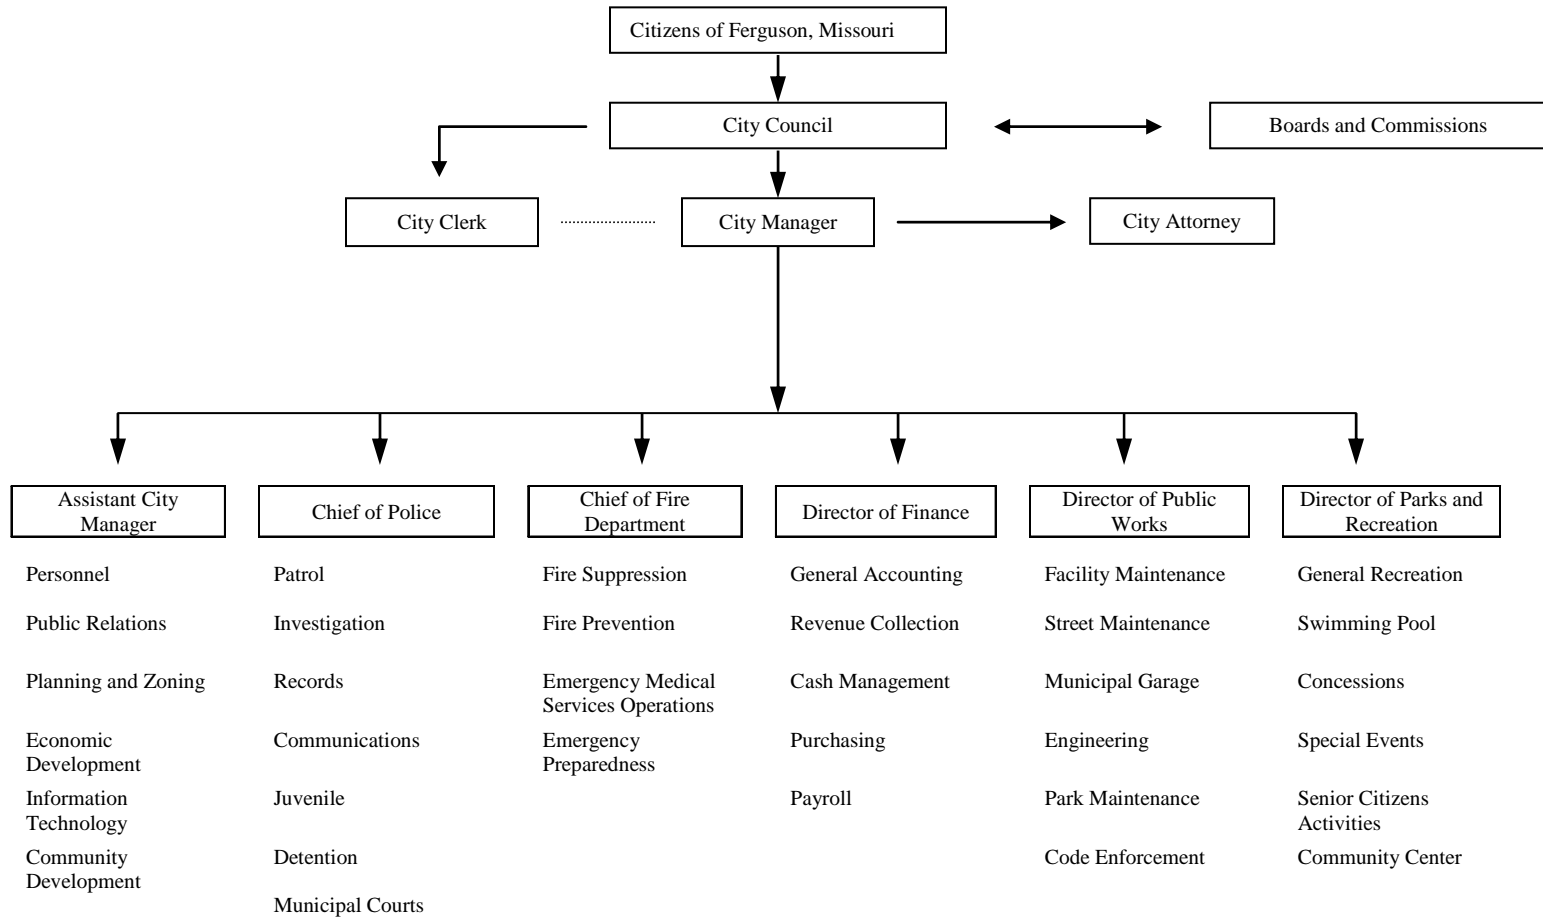 Citizens of Ferguson, Missouri
City Council
Boards and Commissions
City Clerk
City Manager
City Attorney
Assistant City
Manager
Chief of Police
Chief of Fire
Department
Director of Finance
Director of Public
Works
Director of Parks and
Recreation
Personnel
Public Relations
Planning and Zoning
Economic
Development
Information
Technology
Community
Development
Patrol
Investigation
Records
Communications
Juvenile
Detention
Municipal Courts
Fire Suppression
Fire Prevention
Emergency Medical
Services Operations
Emergency
Preparedness
General Accounting
Revenue Collection
Cash Management
Purchasing
Payroll
Facility Maintenance
Street Maintenance
Municipal Garage
Engineering
Park Maintenance
Code Enforcement
General Recreation
Swimming Pool
Concessions
Special Events
Senior Citizens
Activities
Community Center